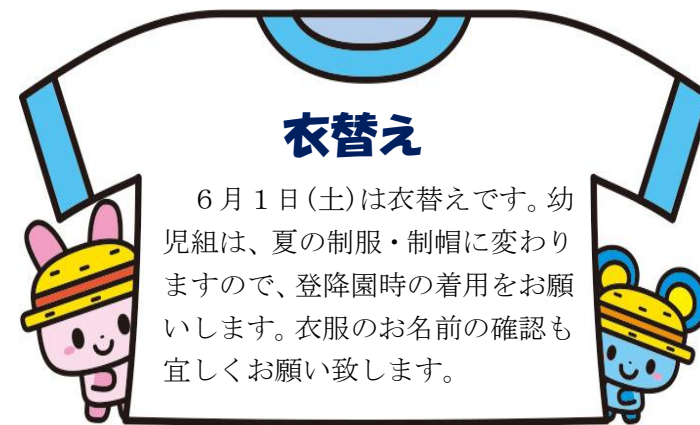 衣替え
　６月１日(土)は衣替えです。幼
児組は、夏の制服・制帽に変わり
ますので、登降園時の着用をお願
いします。衣服のお名前の確認も
宜しくお願い致します。